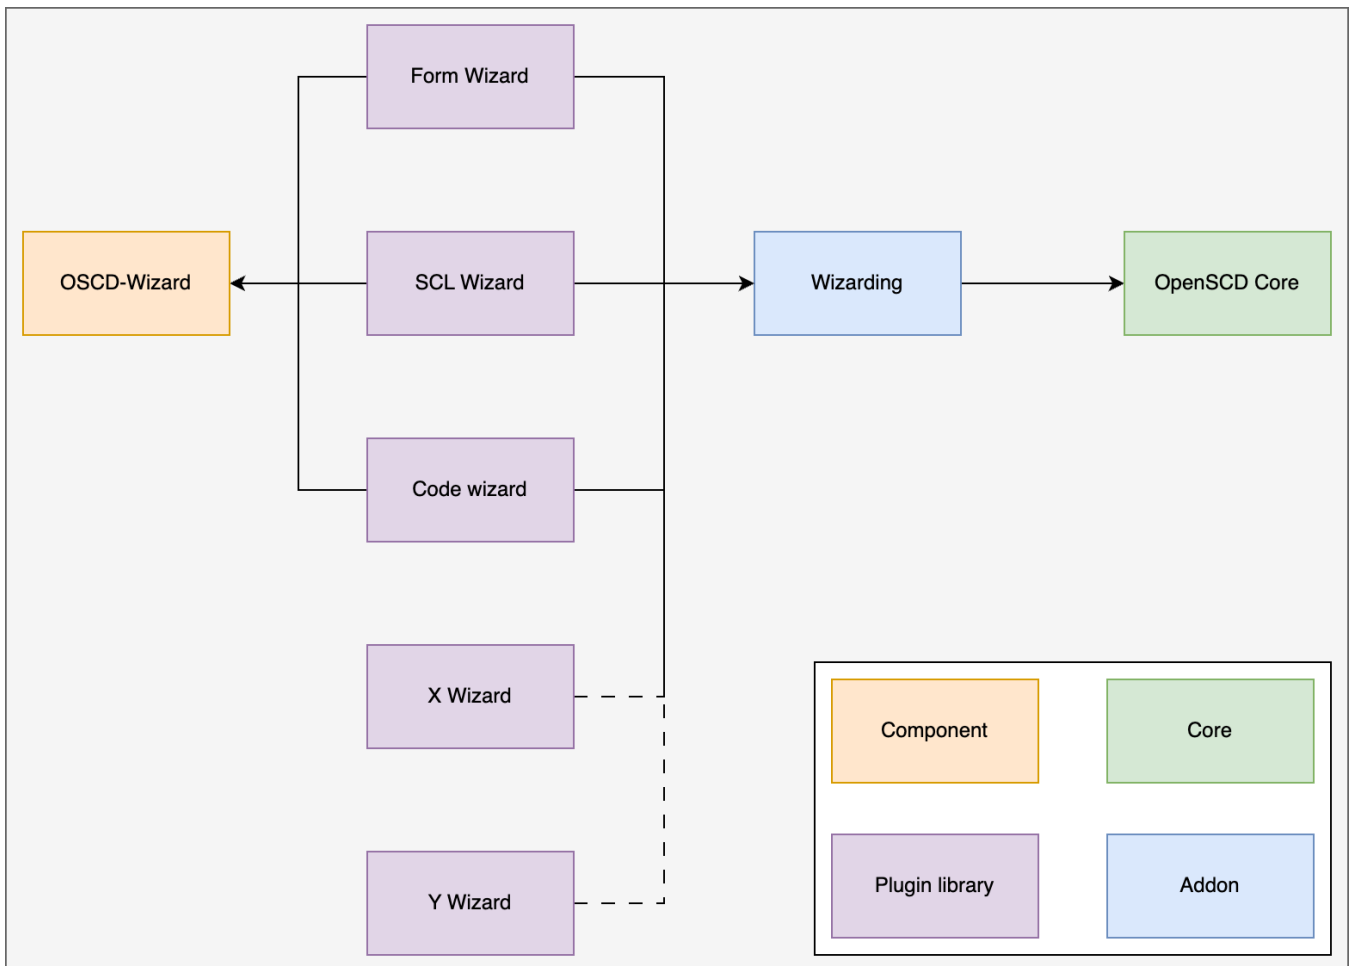 Form Wizard
OSCD-Wizard
SCL Wizard
Wizarding
OpenSCD Core
Code wizard
X Wizard
Y Wizard
Component
Core
Plugin library
Addon